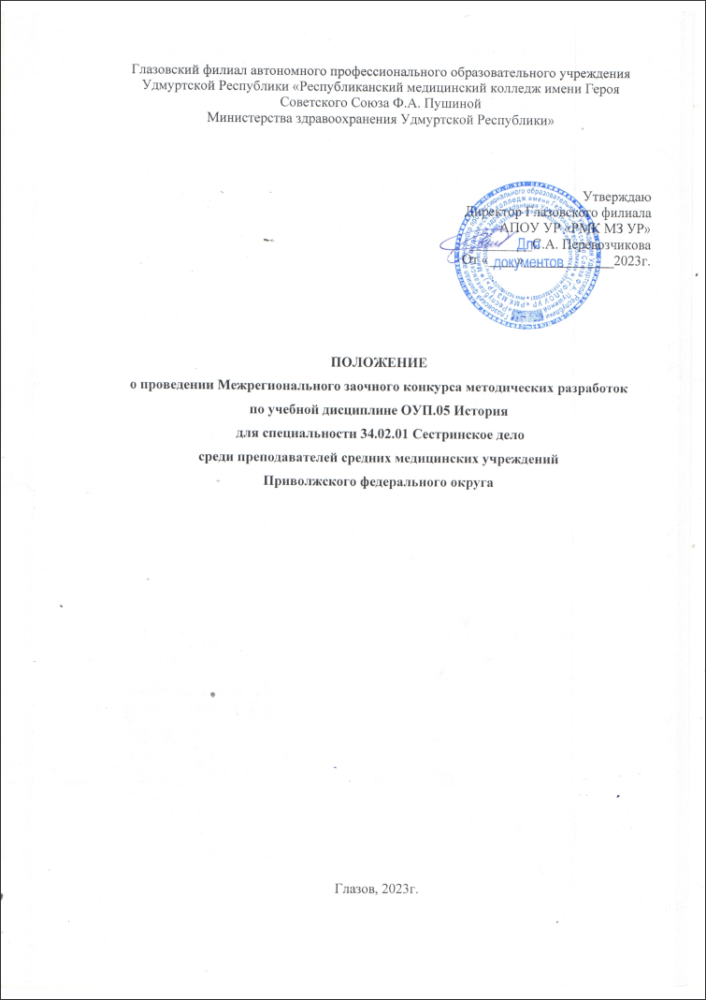 Глазовский филиал автономного профессионального образовательного учреждения
Удмуртской Республики «Республиканский медицинский колледж имени Героя
Советского Союза Ф.А. Пушиной
Министерства здравоохранения Удмуртской Республики»
Утверждаю
Директор Глазовского филиала
АПОУ УР «РМК МЗ УР»
____________С.А. Перевозчикова
От «____»_____________2023г.
Для
документов
ПОЛОЖЕНИЕ
о проведении Межрегионального заочного конкурса методических разработок
по учебной дисциплине ОУП.05 История
для специальности 34.02.01 Сестринское дело
среди преподавателей средних медицинских учреждений
Приволжского федерального округа
Глазов, 2023г.